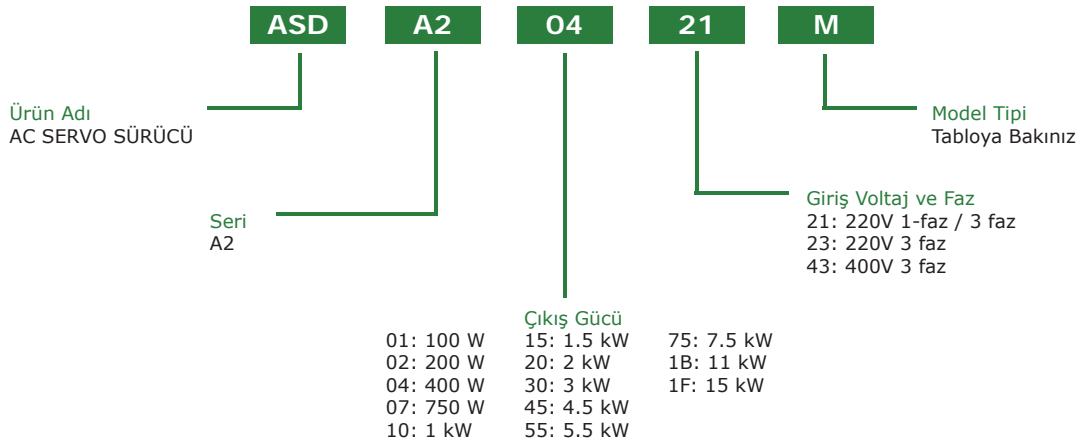 ASD A2 04 21 M
Ürün Adı
AC SERVO SÜRÜCÜ
Model Tipi
Tabloya Bakınız
Seri
A2
Giriş Voltaj ve Faz
21: 220V 1-faz / 3 faz
23: 220V 3 faz
43: 400V 3 faz
Çıkış Gücü
01: 100 W 15: 1.5 kW 75: 7.5 kW
02: 200 W 20: 2 kW 1B: 11 kW
04: 400 W 30: 3 kW 1F: 15 kW
07: 750 W 45: 4.5 kW
10: 1 kW 55: 5.5 kW